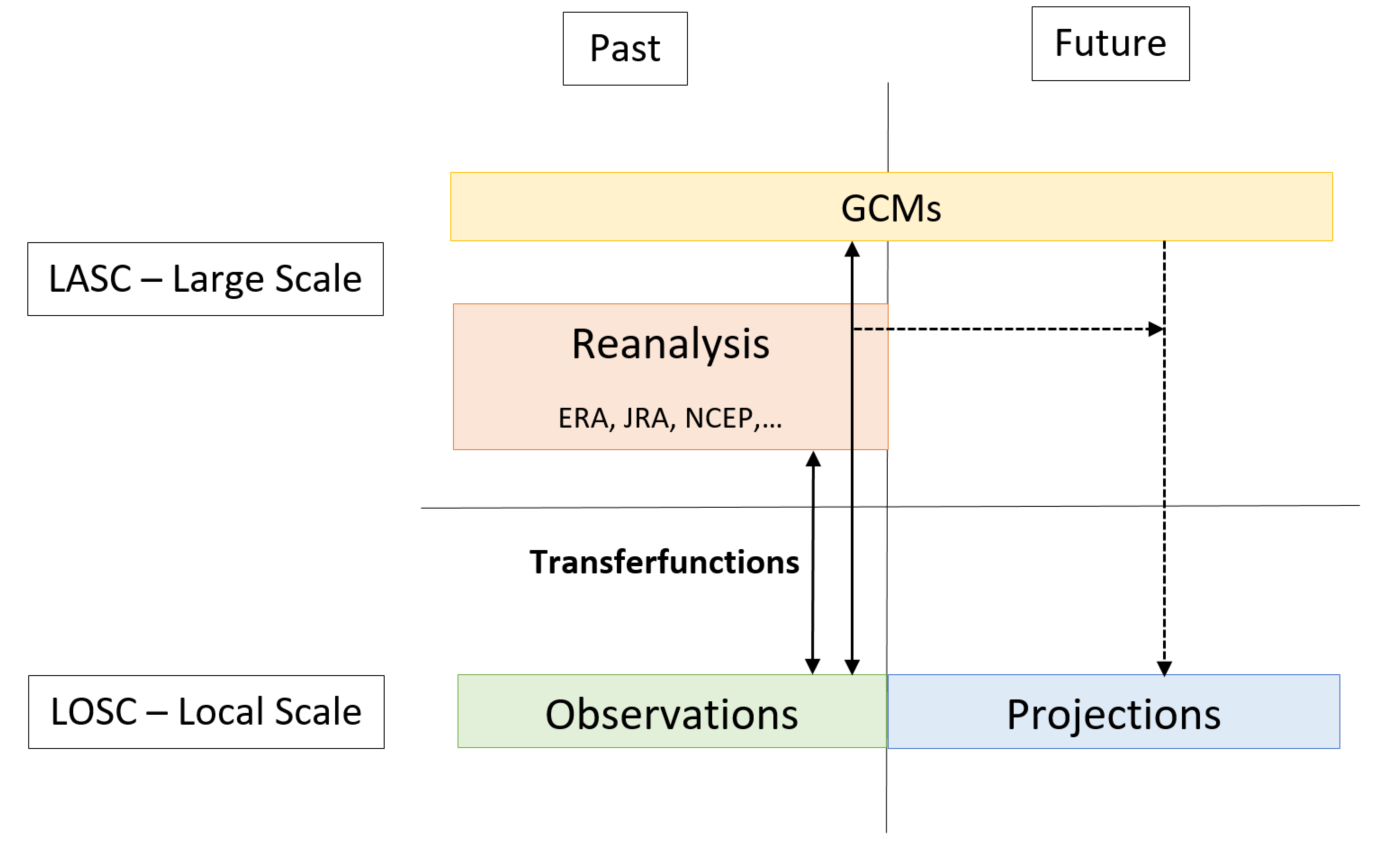 Past
Future
GCMs
LASC – Large Scale
Reanalysis
ERA, JRA, NCEP,...
Transferfunctions
LOSC – Local Scale
Observations
Projections